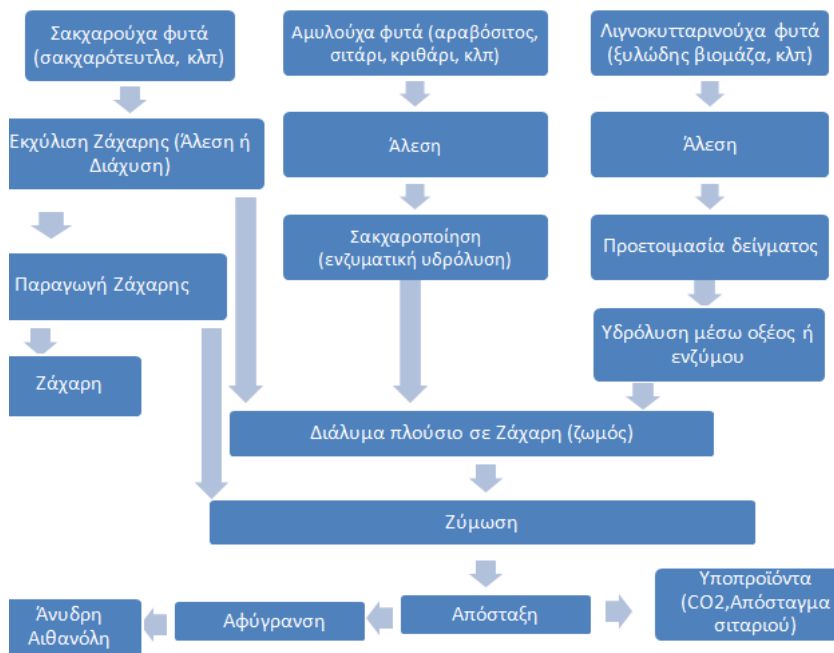 Σακχαρούχα φυτά
(σακχαρότευτλα, κλπ)
Αμυλούχα φυτά (αραβόσιτος,
σιτάρι, κριθάρι, κλπ)
Λιγνοκυτταρινούχα φυτά
(ξυλώδης βιομάζα, κλπ)
Εκχύλιση Ζάχαρης (Άλεση ή
Διάχυση)
Άλεση
Άλεση
Σακχαροποίηση
(ενζυματική υδρόλυση)
Προετοιμασία δείγματος
Παραγωγή Ζάχαρης
Υδρόλυση μέσω οξέος ή
ενζύμου
Ζάχαρη
Διάλυμα πλούσιο σε Ζάχαρη (ζωμός)
Ζύμωση
Άνυδρη
Αιθανόλη
Αφύγρανση
Απόσταξη
Υποπροϊόντα
(CO2,Απόσταγμα
σιταριού)